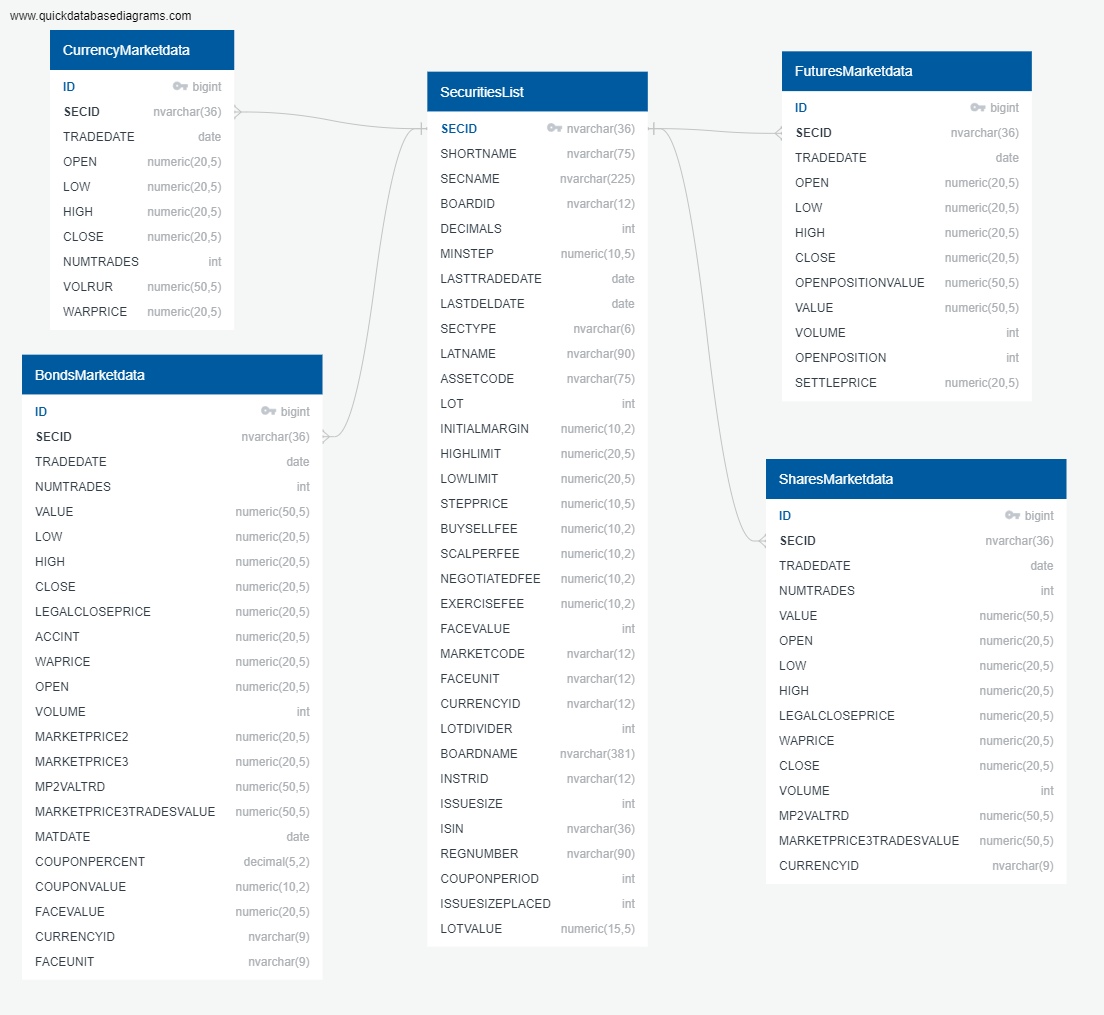 www.quickdatabasediagrams.com
CurrencyMarketdata
ID bigint
SECID nvarchar(36)
TRADEDATE date
OPEN numeric(20,5)
LOW numeric(20,5)
HIGH numeric(20,5)
CLOSE numeric(20,5)
NUMTRADES int
VOLRUR numeric(50,5)
WARPRICE numeric(20,5)
BondsMarketdata
ID bigint
SECID nvarchar(36)
TRADEDATE date
NUMTRADES int
VALUE numeric(50,5)
LOW numeric(20,5)
HIGH numeric(20,5)
CLOSE numeric(20,5)
LEGALCLOSEPRICE numeric(20,5)
ACCINT numeric(20,5)
WAPRICE numeric(20,5)
OPEN numeric(20,5)
VOLUME int
MARKETPRICE2 numeric(20,5)
MARKETPRICE3 numeric(20,5)
MP2VALTRD numeric(50,5)
MARKETPRICE3TRADESVALUE numeric(50,5)
MATDATE date
COUPONPERCENT decimal(5,2)
COUPONVALUE numeric(10,2)
FACEVALUE numeric(20,5)
CURRENCYID nvarchar(9)
FACEUNIT nvarchar(9)
SecuritiesList
SECID nvarchar(36)
SHORTNAME nvarchar(75)
SECNAME nvarchar(225)
BOARDID nvarchar(12)
DECIMALS int
MINSTEP numeric(10,5)
LASTTRADEDATE date
LASTDELDATE date
SECTYPE nvarchar(6)
LATNAME nvarchar(90)
ASSETCODE nvarchar(75)
LOT int
INITIALMARGIN numeric(10,2)
HIGHLIMIT numeric(20,5)
LOWLIMIT numeric(20,5)
STEPPRICE numeric(10,5)
BUYSELLFEE numeric(10,2)
SCALPERFEE numeric(10,2)
NEGOTIATEDFEE numeric(10,2)
EXERCISEFEE numeric(10,2)
FACEVALUE int
MARKETCODE nvarchar(12)
FACEUNIT nvarchar(12)
CURRENCYID nvarchar(12)
LOTDIVIDER int
BOARDNAME nvarchar(381)
INSTRID nvarchar(12)
ISSUESIZE int
ISIN nvarchar(36)
REGNUMBER nvarchar(90)
COUPONPERIOD int
ISSUESIZEPLACED int
LOTVALUE numeric(15,5)
FuturesMarketdata
ID bigint
SECID nvarchar(36)
TRADEDATE date
OPEN numeric(20,5)
LOW numeric(20,5)
HIGH numeric(20,5)
CLOSE numeric(20,5)
OPENPOSITIONVALUE numeric(50,5)
VALUE numeric(50,5)
VOLUME int
OPENPOSITION int
SETTLEPRICE numeric(20,5)
SharesMarketdata
ID bigint
SECID nvarchar(36)
TRADEDATE date
NUMTRADES int
VALUE numeric(50,5)
OPEN numeric(20,5)
LOW numeric(20,5)
HIGH numeric(20,5)
LEGALCLOSEPRICE numeric(20,5)
WAPRICE numeric(20,5)
CLOSE numeric(20,5)
VOLUME int
MP2VALTRD numeric(50,5)
MARKETPRICE3TRADESVALUE numeric(50,5)
CURRENCYID nvarchar(9)